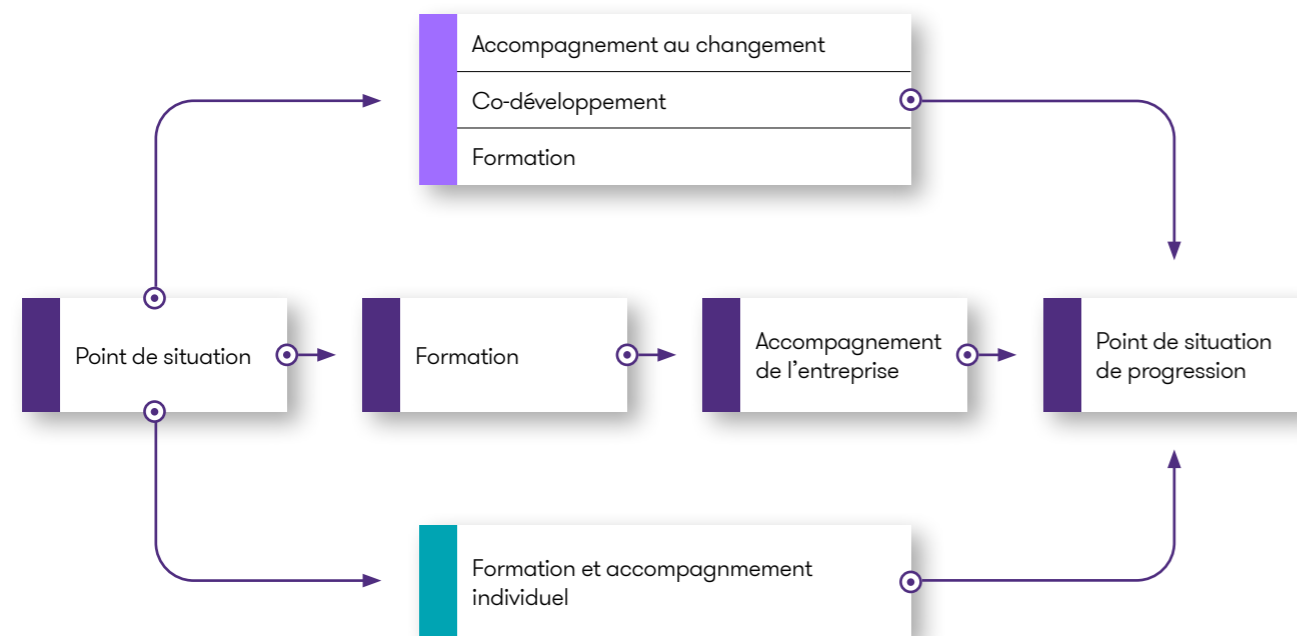 Accompagnement au changement
Co-développement
Formation
Point de situation
Formation
Accompagnement
de l'entreprise
Point de situation
de progression
Formation et accompagnmement
individuel